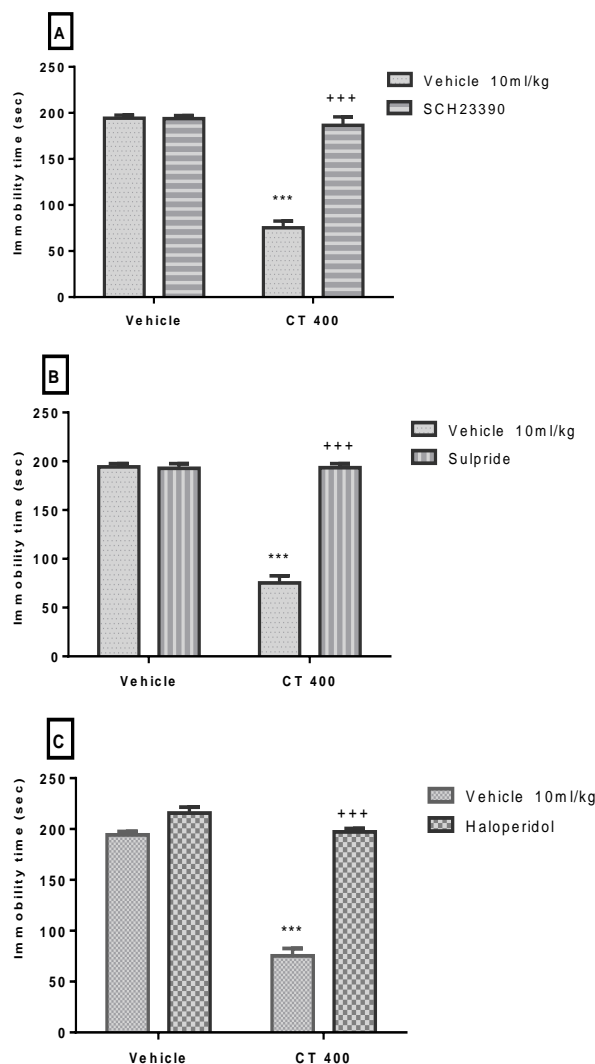 A
250
200
150
100
50
0
Immobility time (sec)
+++
***
Vehicle CT 400
Vehicle 10ml/kg
SCH23390
B
250
200
150
100
50
0
Immobility time (sec)
+++
***
Vehicle CT 400
Vehicle 10ml/kg
Sulpride
C
250
200
150
100
50
0
Immobility time (sec)
+++
***
Vehicle CT 400
Vehicle 10ml/kg
Haloperidol